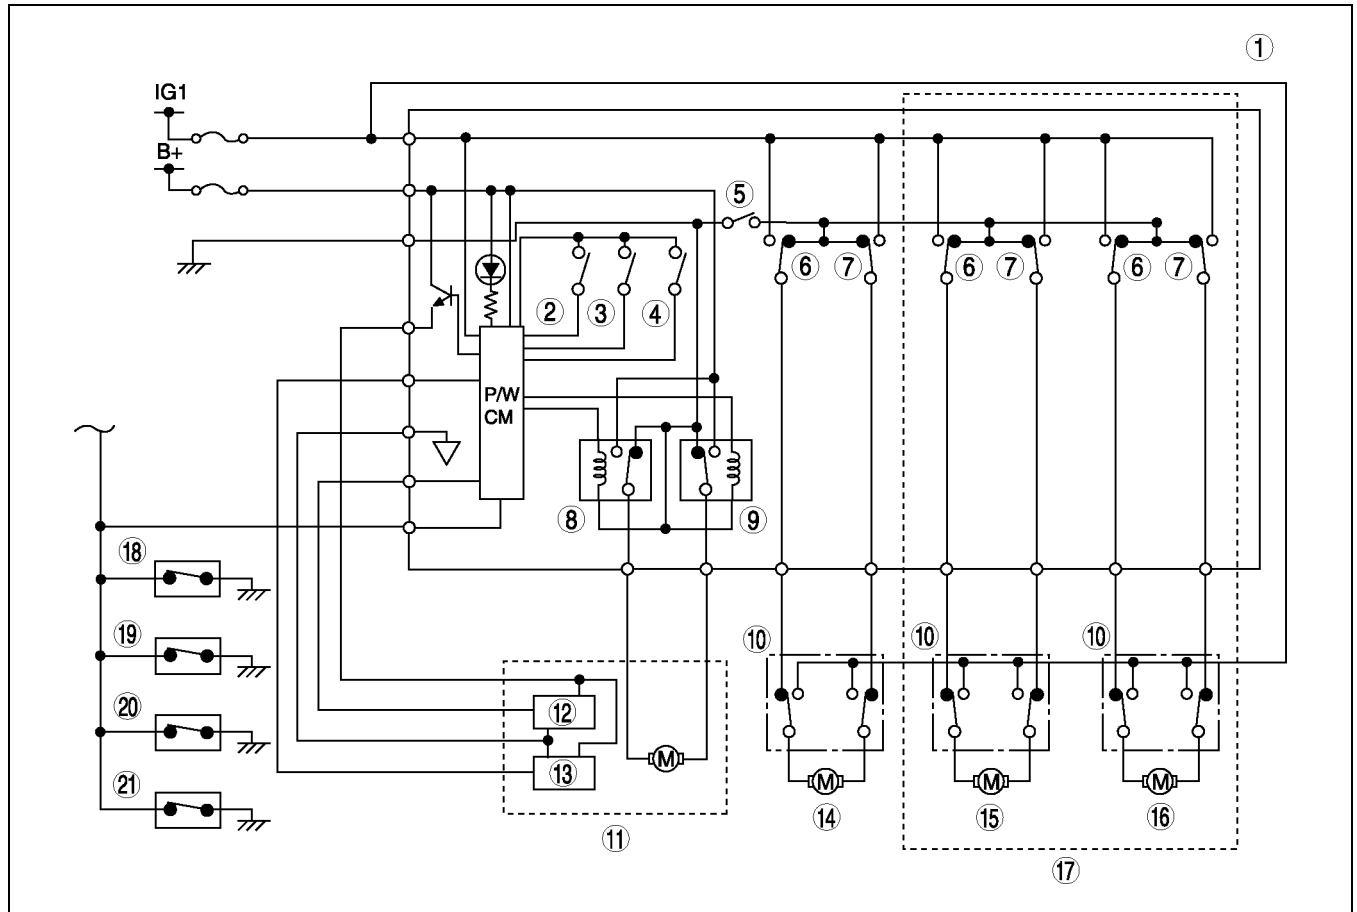 ①
IG1
B+
⑤
⑥ ⑦ ⑥ ⑦ ⑥ ⑦
② ③ ④
P/W
CM
⑧ ⑨
⑱
⑲
⑳
㉑
⑩ ⑩ ⑩
⑫
⑬
M
M M M
⑪
⑭ ⑮ ⑯
⑰